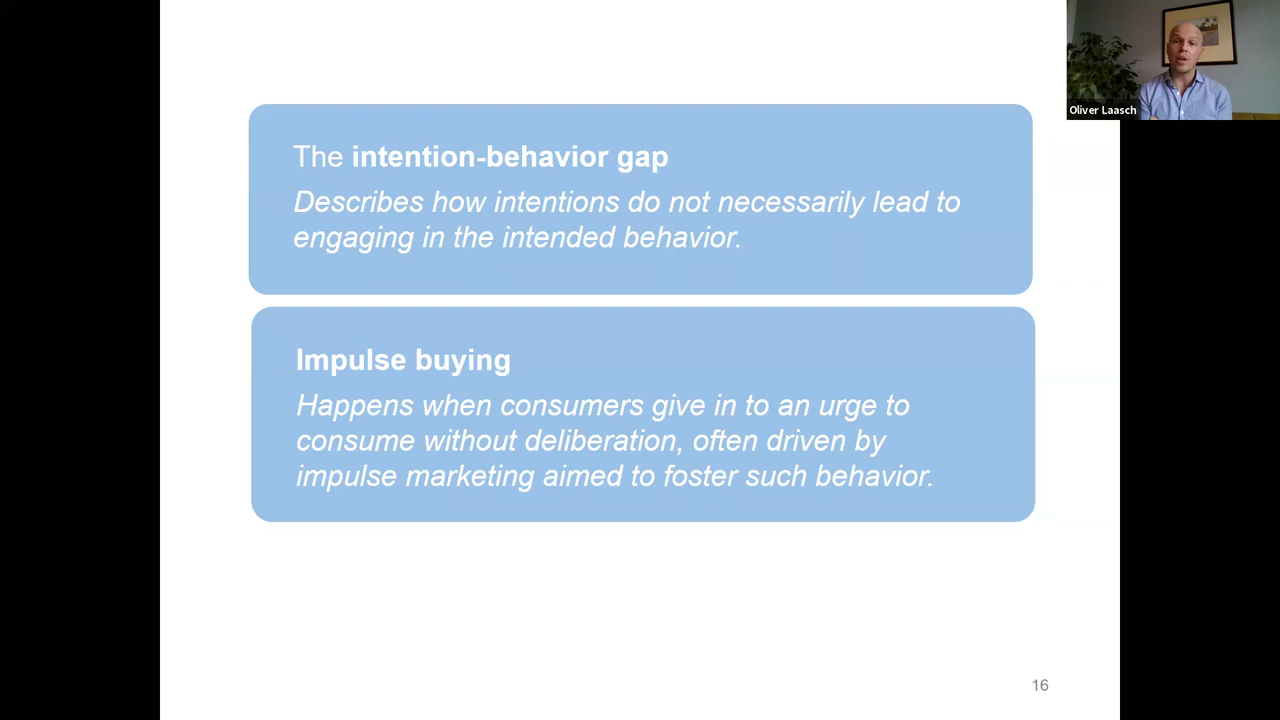 Oliver Laasch
The intention-behavior gap
Describes how intentions do not necessarily lead to
engaging in the intended behavior.
Impulse buying
Happens when consumers give in to an urge to
consume without deliberation, often driven by
impulse marketing aimed to foster such behavior.
16